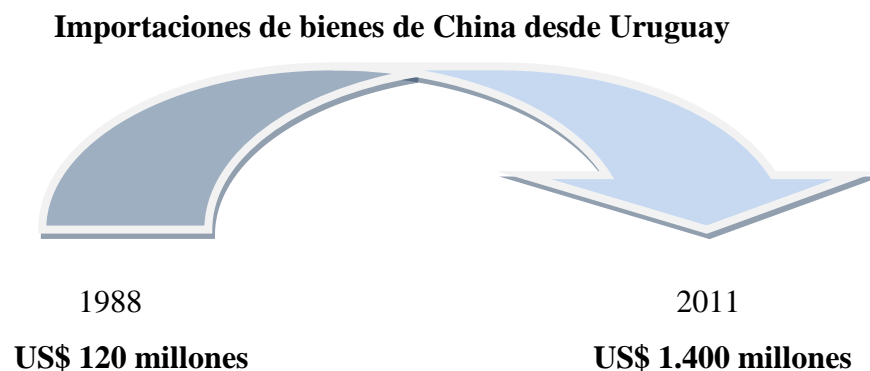 Importaciones de bienes de China desde Uruguay
1988 2011
US$ 120 millones US$ 1.400 millones